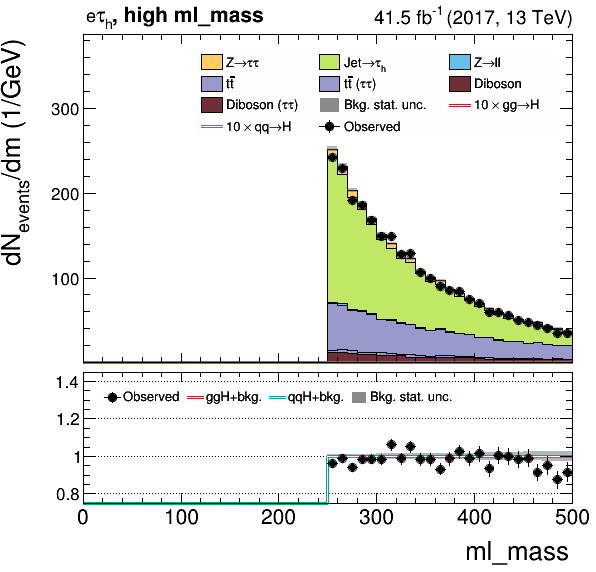 eτh, high ml_mass 41.5 fb⁻¹ (2017, 13 TeV)
Z→ττ Jet→τh Z→ll
tt̄ tt̄ (ττ) Diboson
Diboson (ττ) Bkg. stat. unc. 10 × gg→H
10 × qq→H Observed
dNevents/dm (1/GeV)
300
200
100
Observed ggH+bkg. qqH+bkg. Bkg. stat. unc.
1.4
1.2
1
0.8
0 100 200 300 400 500
ml_mass